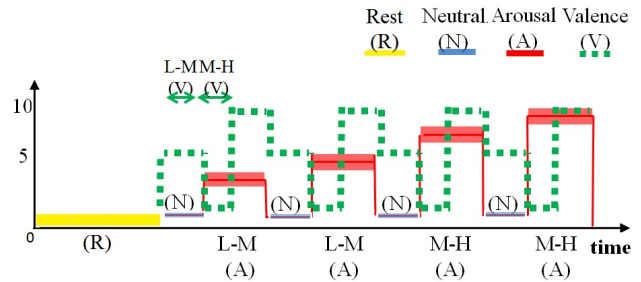 Rest Neutral Arousal Valence
(R) (N) (A) (V)
L-M M-H
(V) (V)
10
5
(N) (N) (N) (N)
0
(R) L-M L-M M-H M-H time
(A) (A) (A) (A)